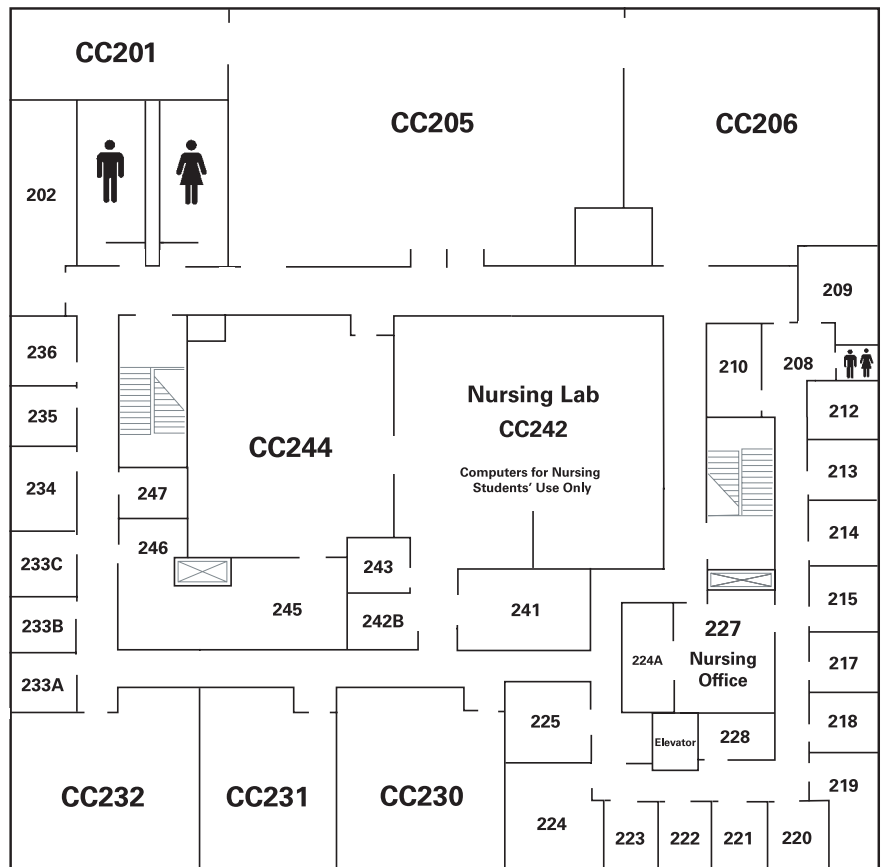 CC201
CC205
CC206
202
209
236
210
208
Nursing Lab
CC242
235
212
CC244
Computers for Nursing
Students' Use Only
213
234
247
214
246
233C
243
215
245
241
242B
233B
227
224A
Nursing
Office
217
233A
225
218
Elevator
228
219
CC232
CC231
CC230
224
223
222
221
220